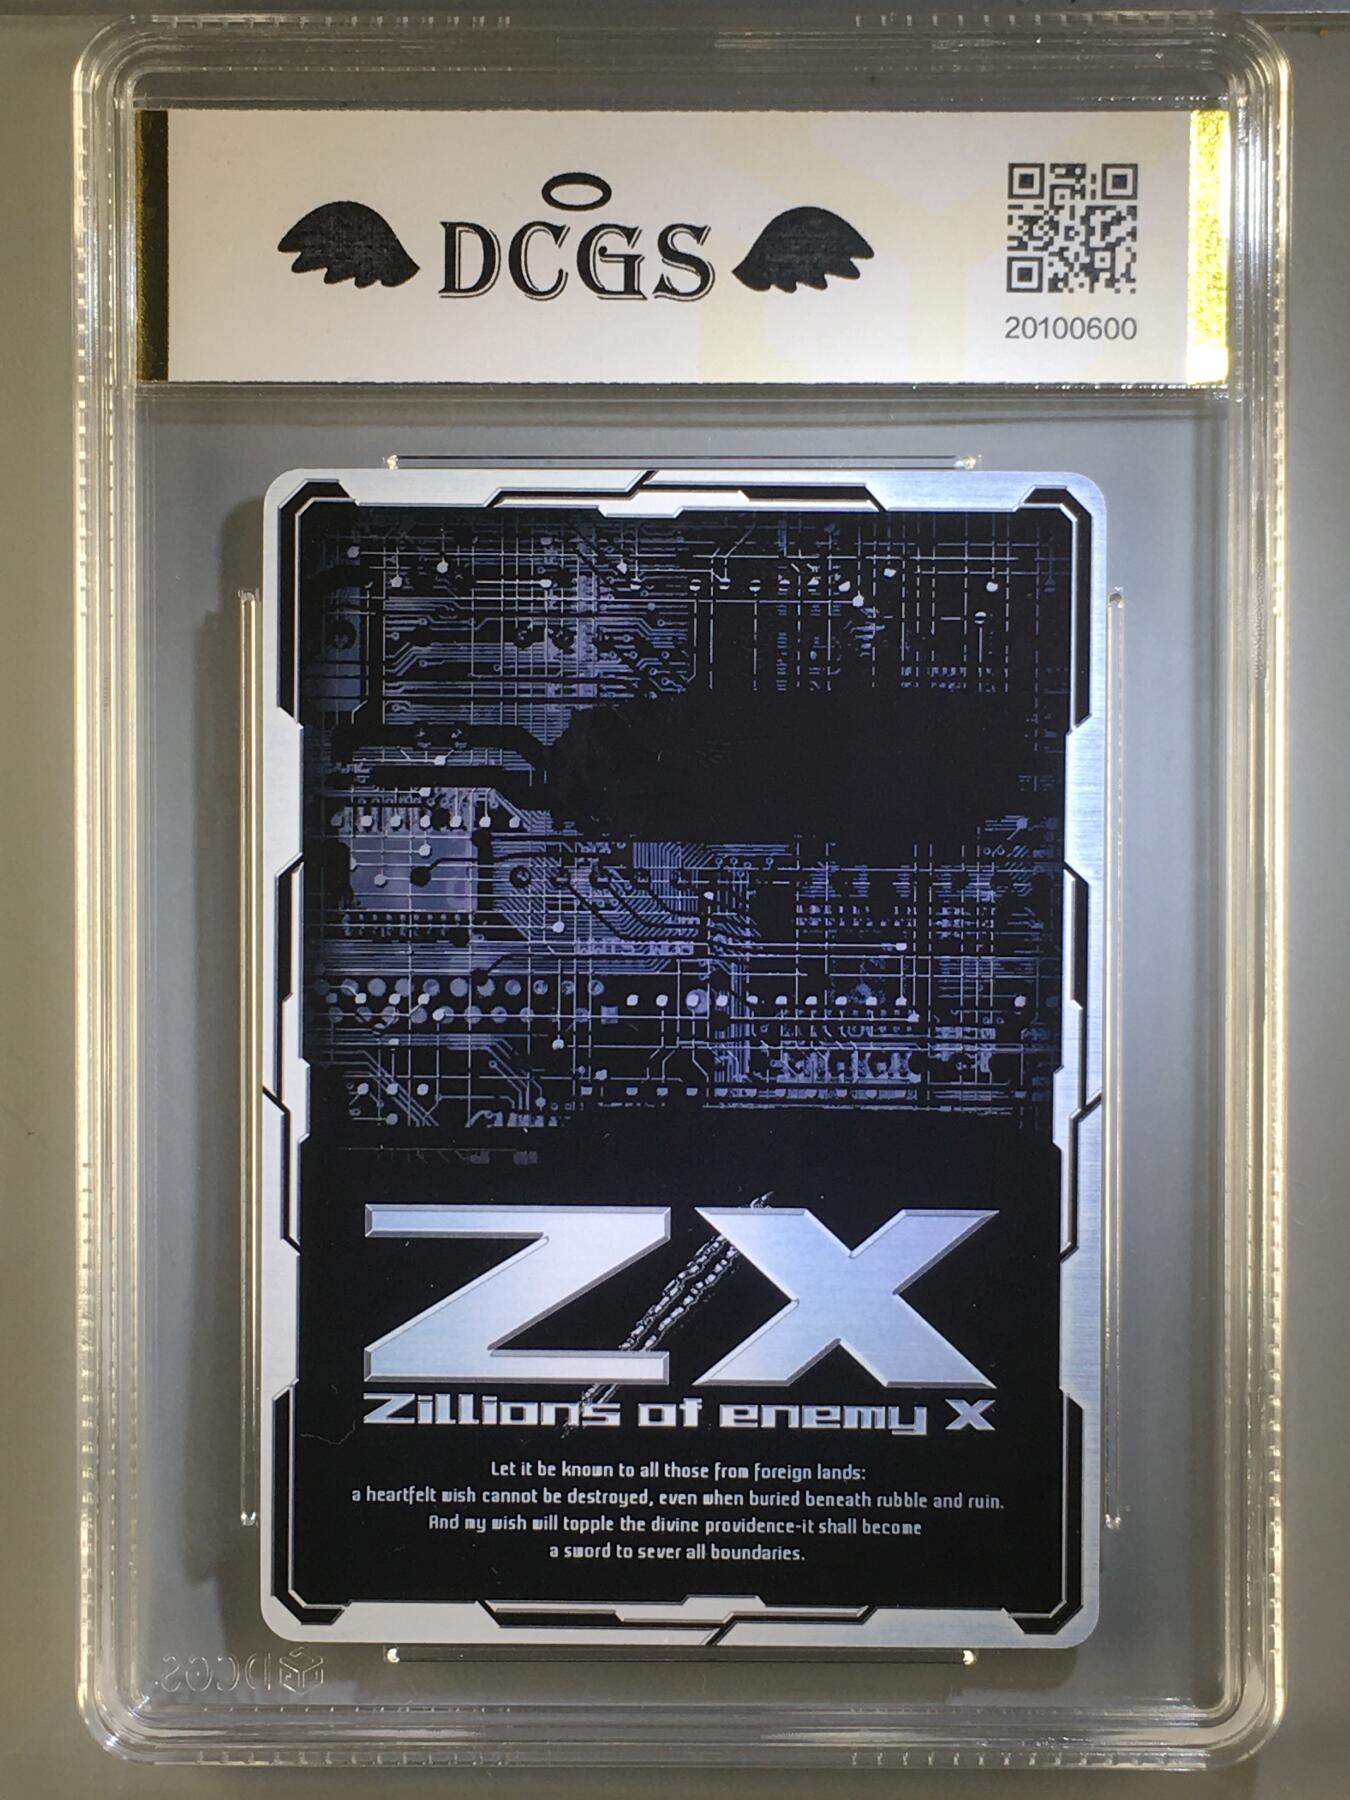 DCGS
20100600
ZX
Zillions of enemy X
Let it be known to all those from foreign lands:
a heartfelt wish cannot be destroyed, even when buried beneath rubble and ruin.
And my wish will topple the divine providence-it shall become
a sword to sever all boundaries.
DCGS